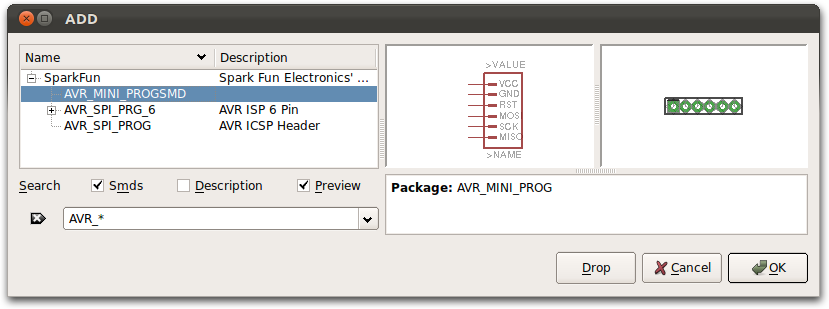 ADD
Name Description
SparkFun Spark Fun Electronics' ...
AVR_MINI_PROGSMD
AVR_SPI_PRG_6 AVR ISP 6 Pin
AVR_SPI_PROG AVR ICSP Header
>VALUE
VCC
GND
RST
MOSI
SCK
MISO
>NAME
Search Smds Description Preview
AVR_*
Package: AVR_MINI_PROG
Drop Cancel OK